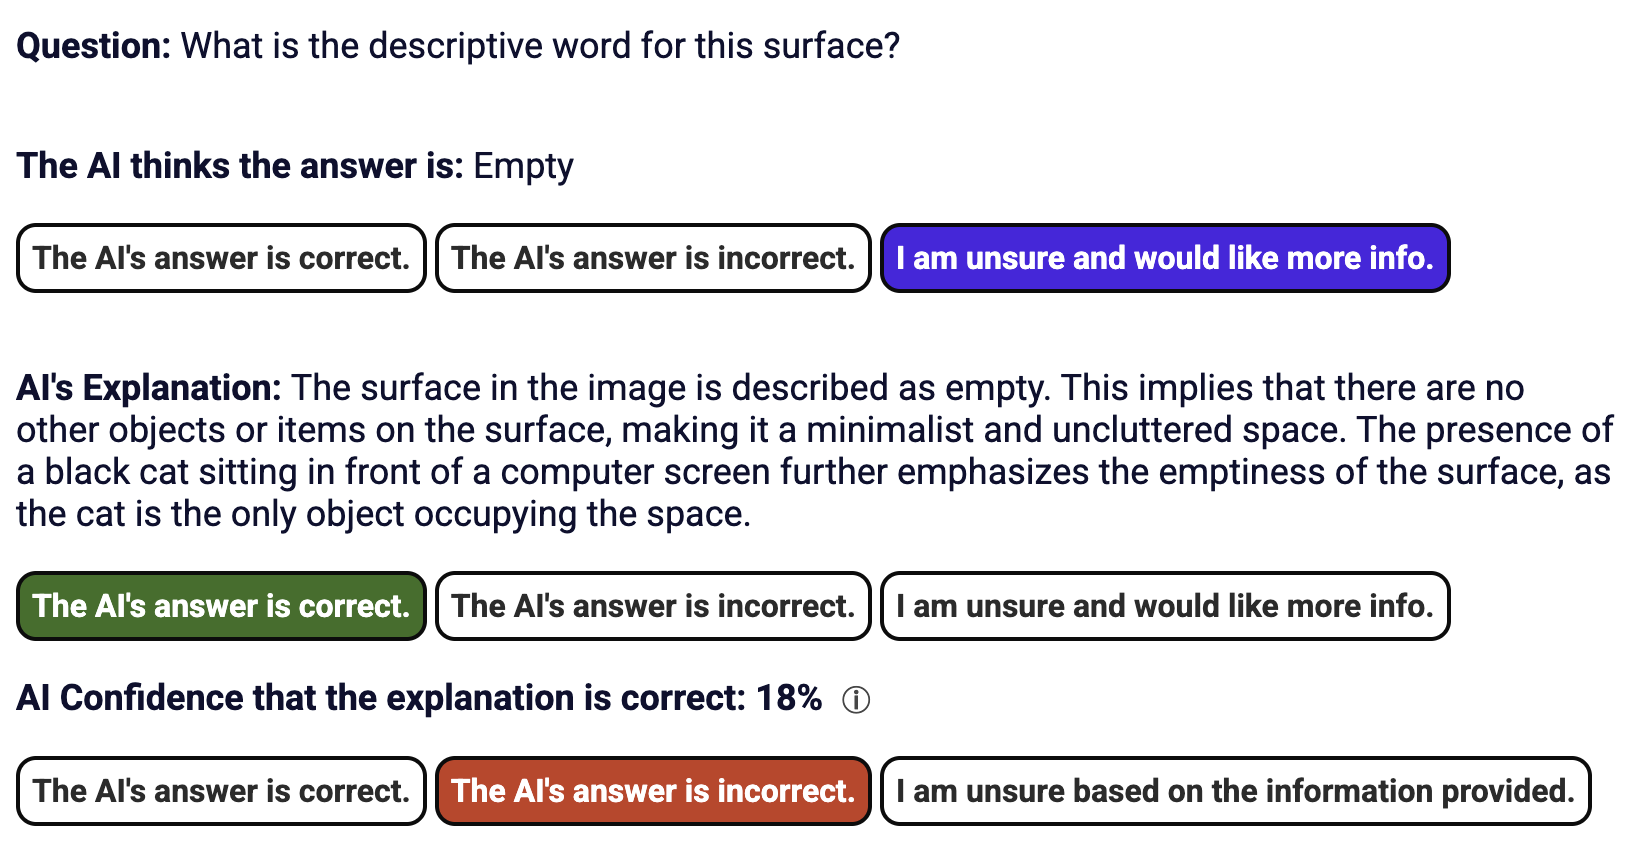 Question: What is the descriptive word for this surface?
The AI thinks the answer is: Empty
The AI's answer is correct. The AI's answer is incorrect. I am unsure and would like more info.
AI's Explanation: The surface in the image is described as empty. This implies that there are no
other objects or items on the surface, making it a minimalist and uncluttered space. The presence of
a black cat sitting in front of a computer screen further emphasizes the emptiness of the surface, as
the cat is the only object occupying the space.
The AI's answer is correct. The AI's answer is incorrect. I am unsure and would like more info.
AI Confidence that the explanation is correct: 18% ⓘ
The AI's answer is correct. The AI's answer is incorrect. I am unsure based on the information provided.